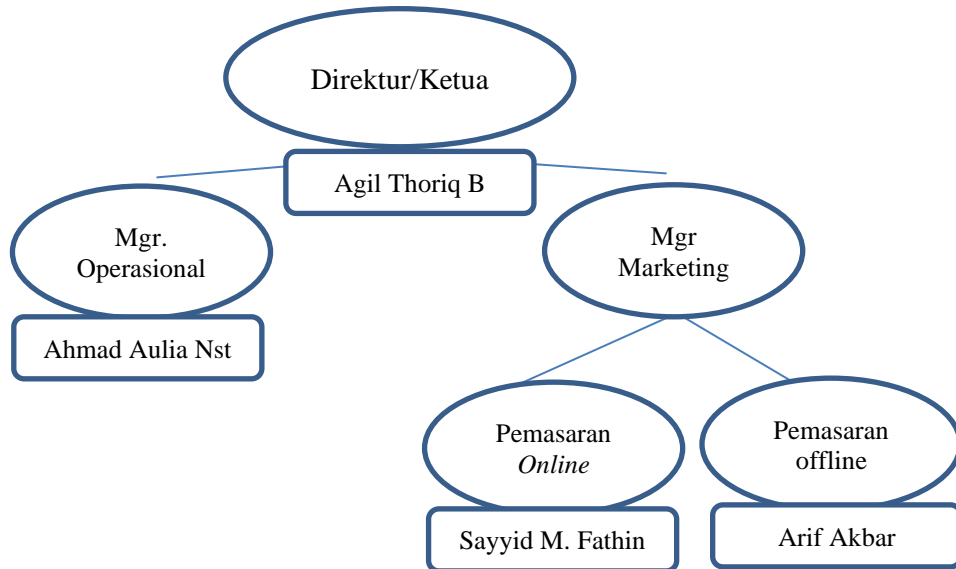 Direktur/Ketua
Agil Thoriq B
Mgr.
Operasional
Mgr
Marketing
Ahmad Aulia Nst
Pemasaran
Online
Pemasaran
offline
Sayyid M. Fathin
Arif Akbar